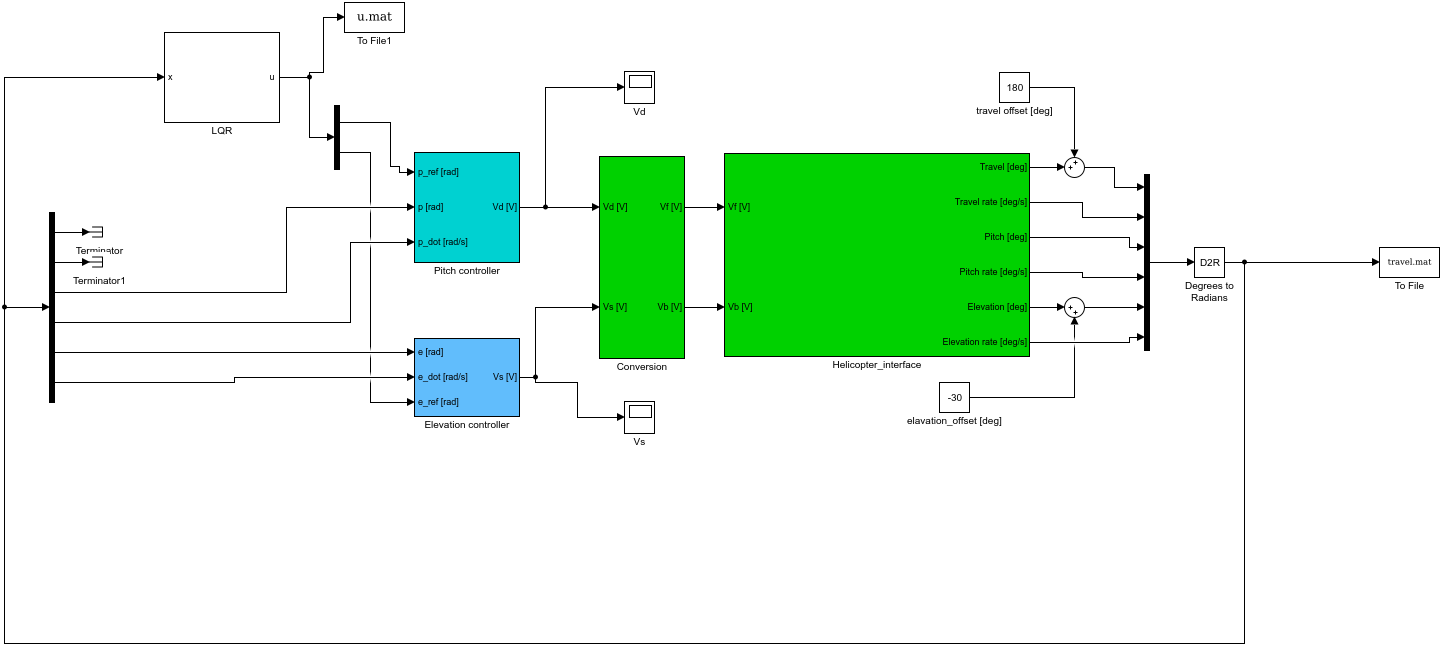 u.mat
To File1
x
u
LQR
Vd
180
travel offset [deg]
p_ref [rad]
p [rad]
Vd [V]
p_dot [rad/s]
Pitch controller
Vd [V]
Vf [V]
Vs [V]
Vb [V]
Conversion
Vf [V]
Vb [V]
Travel [deg]
Travel rate [deg/s]
Pitch [deg]
Pitch rate [deg/s]
Elevation [deg]
Elevation rate [deg/s]
Helicopter_interface
+
+
+
+
D2R
Degrees to
Radians
travel.mat
To File
Terminator
Terminator1
e [rad]
e_dot [rad/s]
Vs [V]
e_ref [rad]
Elevation controller
Vs
-30
elavation_offset [deg]